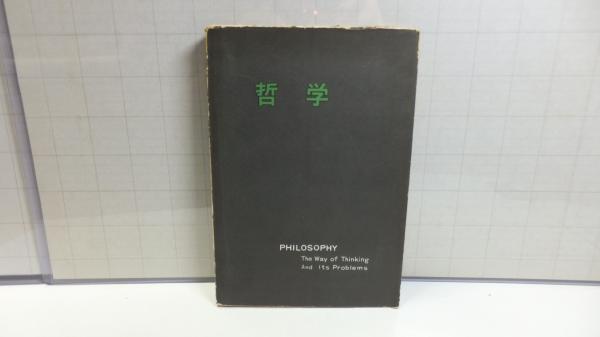 哲学
PHILOSOPHY
The Way of Thinking
And Its Problems